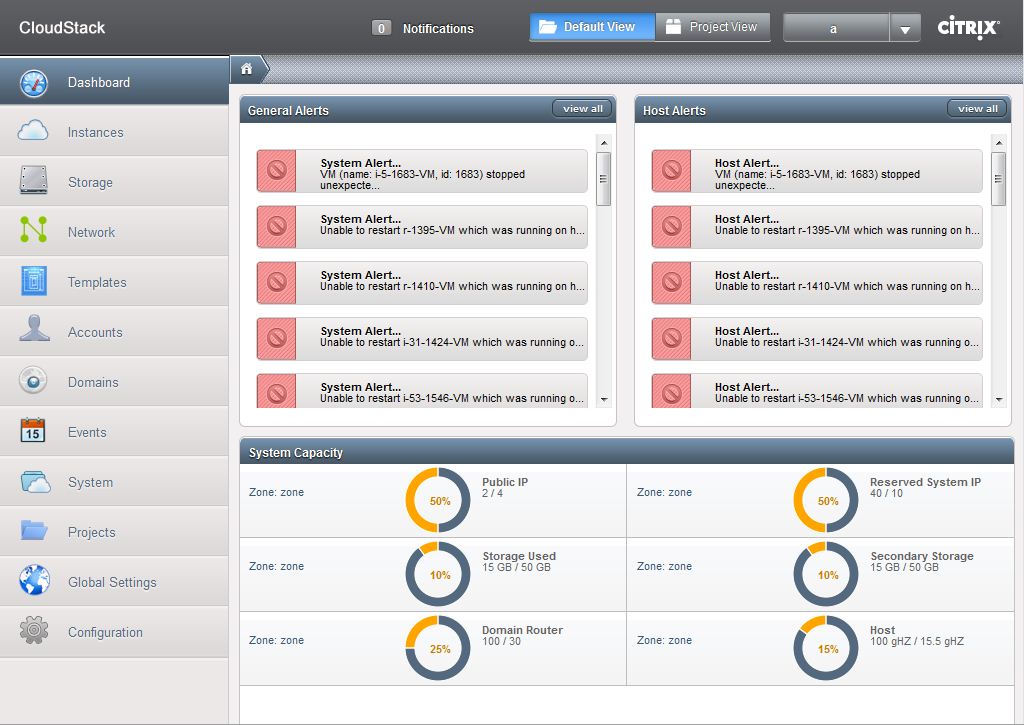 CloudStack
0 Notifications
Default View
Project View
a
CITRIX
Dashboard
Instances
Storage
Network
Templates
Accounts
Domains
15
Events
System
Projects
Global Settings
Configuration
General Alerts
view all
System Alert...
VM (name: i-5-1683-VM, id: 1683) stopped
unexpecte...
System Alert...
Unable to restart r-1395-VM which was running on h...
System Alert...
Unable to restart r-1410-VM which was running on h...
System Alert...
Unable to restart i-31-1424-VM which was running o...
System Alert...
Unable to restart i-53-1546-VM which was running o...
Host Alerts
view all
Host Alert...
VM (name: i-5-1683-VM, id: 1683) stopped
unexpecte...
Host Alert...
Unable to restart r-1395-VM which was running on h...
Host Alert...
Unable to restart r-1410-VM which was running on h...
Host Alert...
Unable to restart i-31-1424-VM which was running o...
Host Alert...
Unable to restart i-53-1546-VM which was running o...
System Capacity
Zone: zone
50%
Public IP
2 / 4
Zone: zone
50%
Reserved System IP
40 / 10
Zone: zone
10%
Storage Used
15 GB / 50 GB
Zone: zone
10%
Secondary Storage
15 GB / 50 GB
Zone: zone
25%
Domain Router
100 / 30
Zone: zone
15%
Host
100 gHZ / 15.5 gHZ